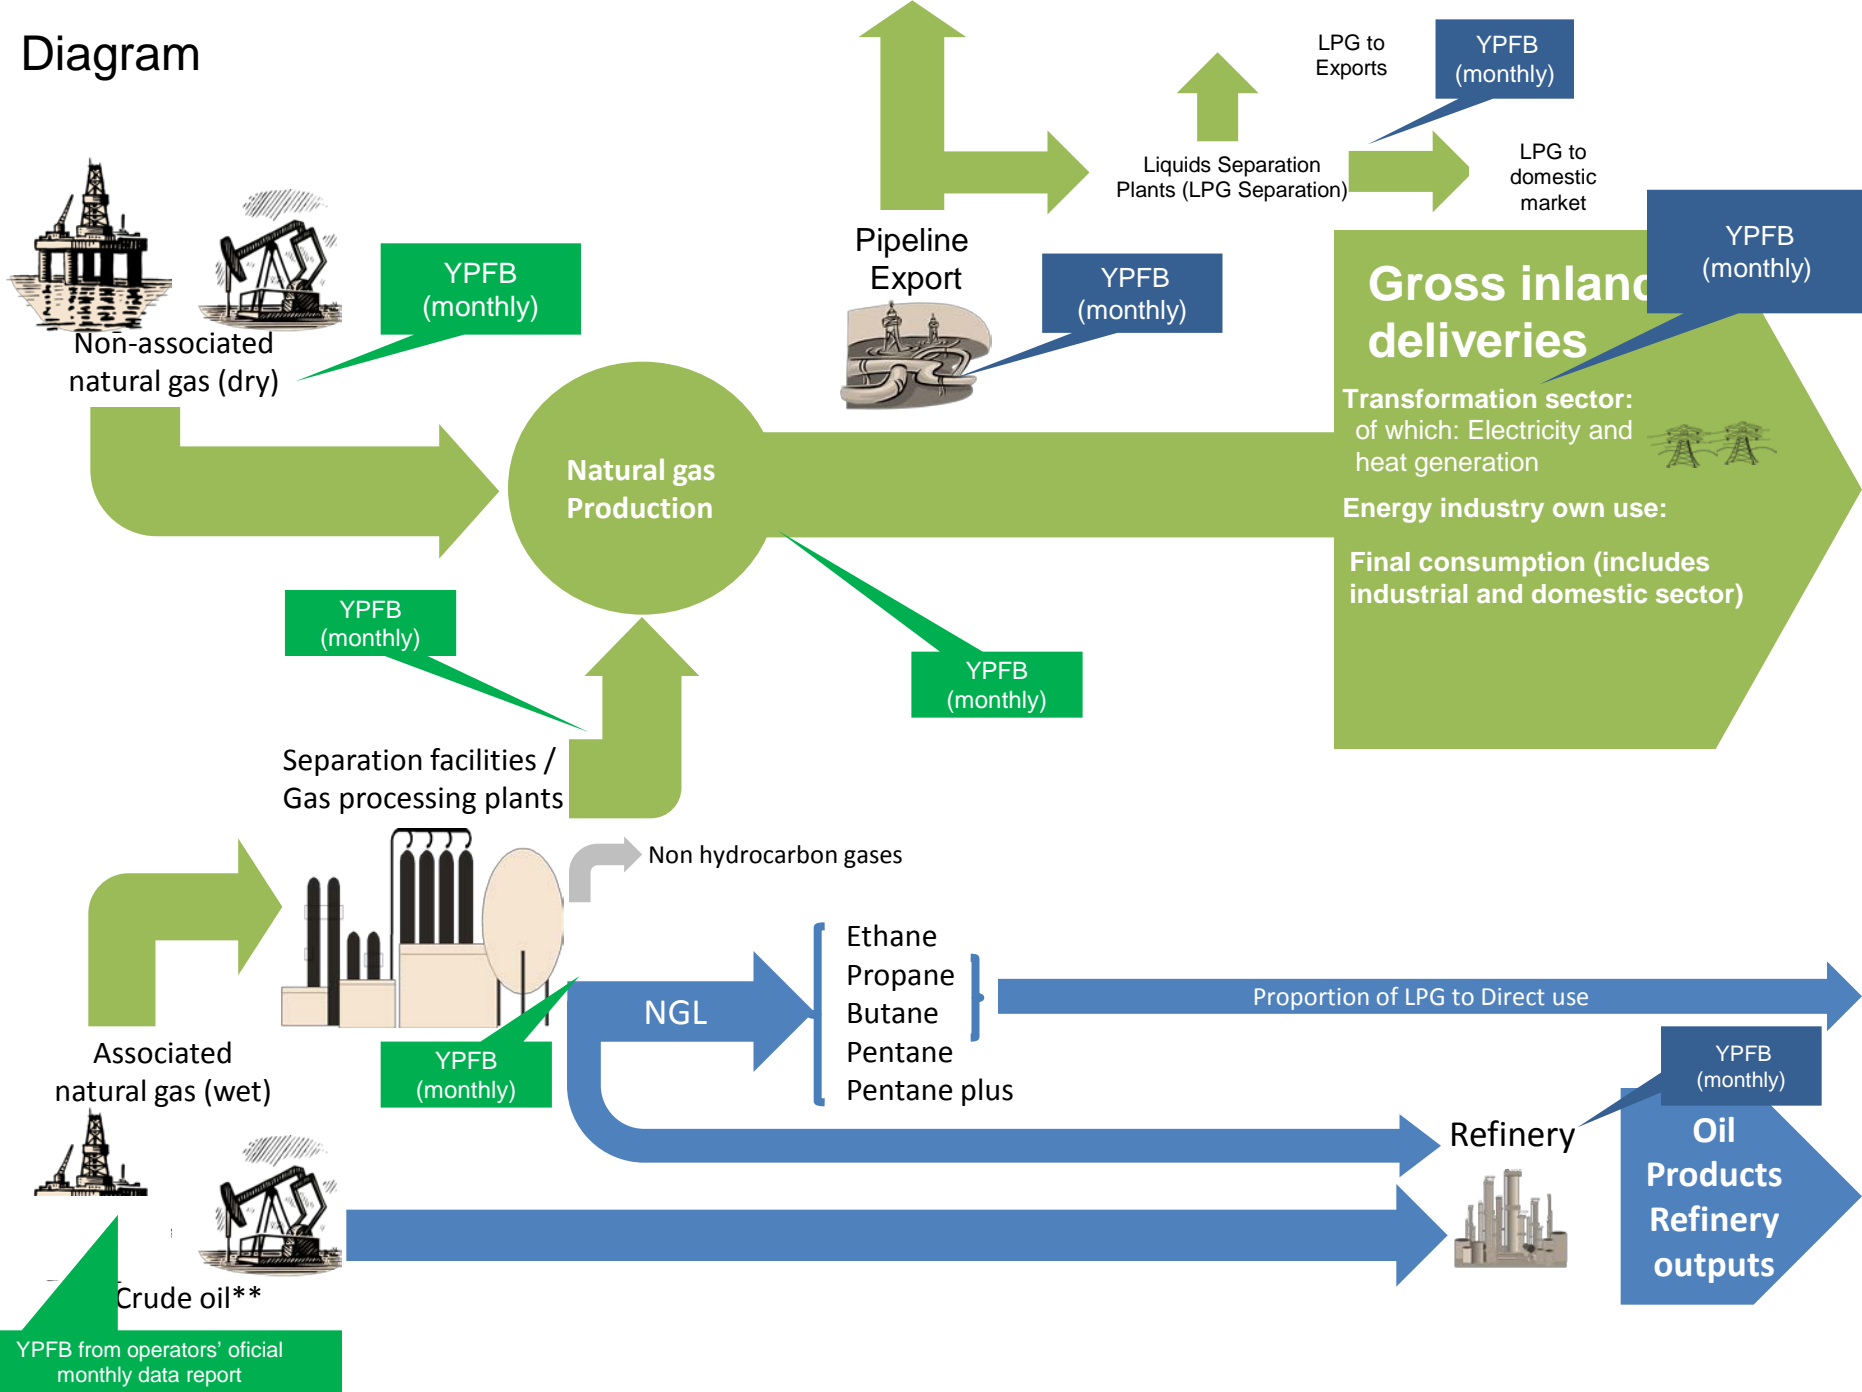 Diagram
LPG to
Exports
YPFB
(monthly)
Liquids Separation
Plants (LPG Separation)
LPG to
domestic
market
YPFB
(monthly)
Pipeline
Export
YPFB
(monthly)
YPFB
(monthly)
Non-associated
natural gas (dry)
Gross inland
deliveries
Transformation sector:
of which: Electricity and
heat generation
Energy industry own use:
Final consumption (includes
industrial and domestic sector)
Natural gas
Production
YPFB
(monthly)
YPFB
(monthly)
Separation facilities /
Gas processing plants
Non hydrocarbon gases
Ethane
Propane
Butane
Pentane
Pentane plus
NGL
Proportion of LPG to Direct use
YPFB
(monthly)
Associated
natural gas (wet)
YPFB
(monthly)
Refinery
Oil
Products
Refinery
outputs
Crude oil**
YPFB from operators’ oficial
monthly data report